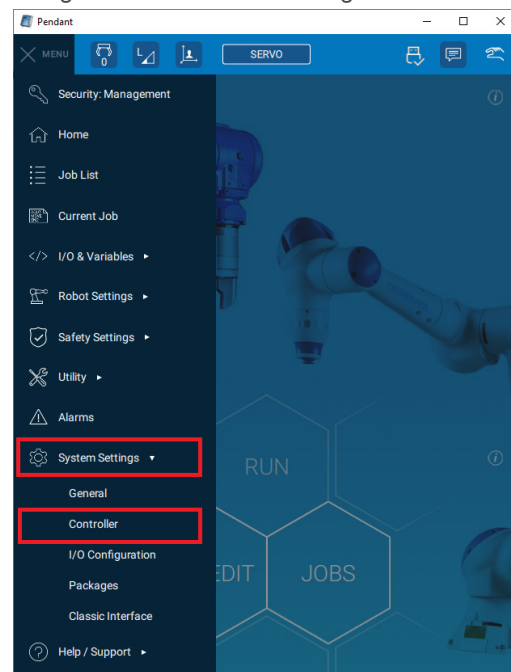 Pendant
MENU
0
SERVO
Security: Management
Home
Job List
Current Job
I/O & Variables
Robot Settings
Safety Settings
Utility
Alarms
System Settings
RUN
General
Controller
I/O Configuration
EDIT
JOBS
Packages
Classic Interface
Help / Support